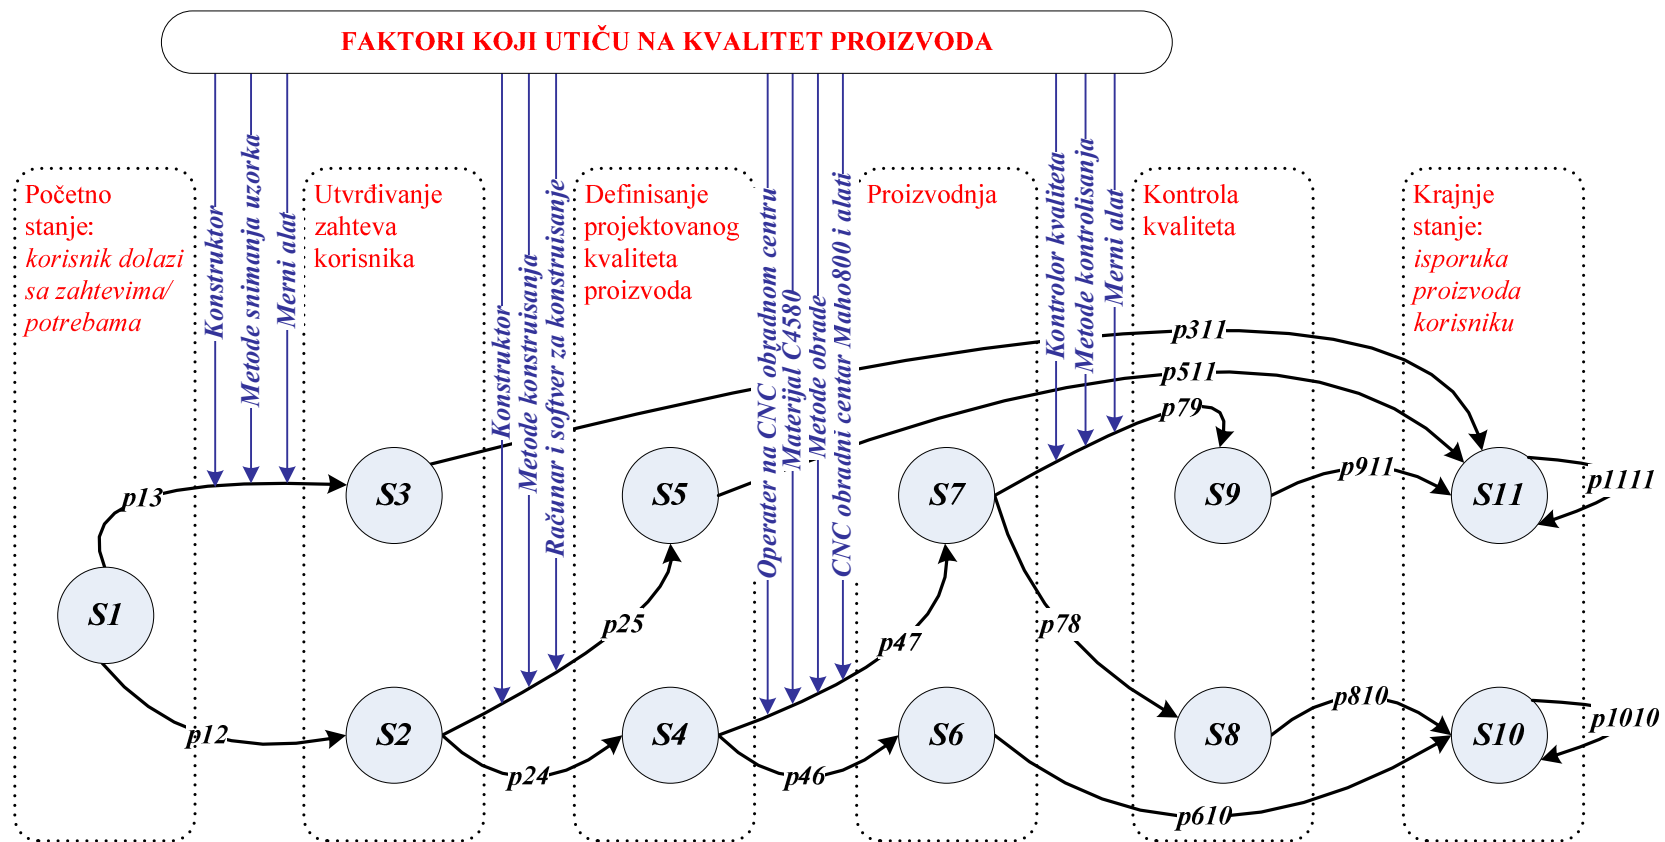 FAKTORI KOJI UTIČU NA KVALITET PROIZVODA
Početno
stanje:
korisnik dolazi
sa zahtevima/
potrebama
Konstruktor
Metode snimanja uzorka
Merni alat
Utvrđivanje
zahteva
korisnika
Konstruktor
Metode konstruisanja
Računar i softver za konstruisanje
Definisanje
projektovanog
kvaliteta
proizvoda
Operater na CNC obradnom centru
Materijal Č4580
Metode obrade
CNC obradni centar Maho800 i alati
Proizvodnja
Kontrolor kvaliteta
Metode kontrolisanja
Merni alat
Kontrola
kvaliteta
Krajnje
stanje:
isporuka
proizvoda
korisniku
p311
p511
p79
p13
S3
S5
S7
S9
p911
S11
p1111
S1
p25
p47
p78
p12
S2
S4
S6
S8
p810
S10
p1010
p24
p46
p610